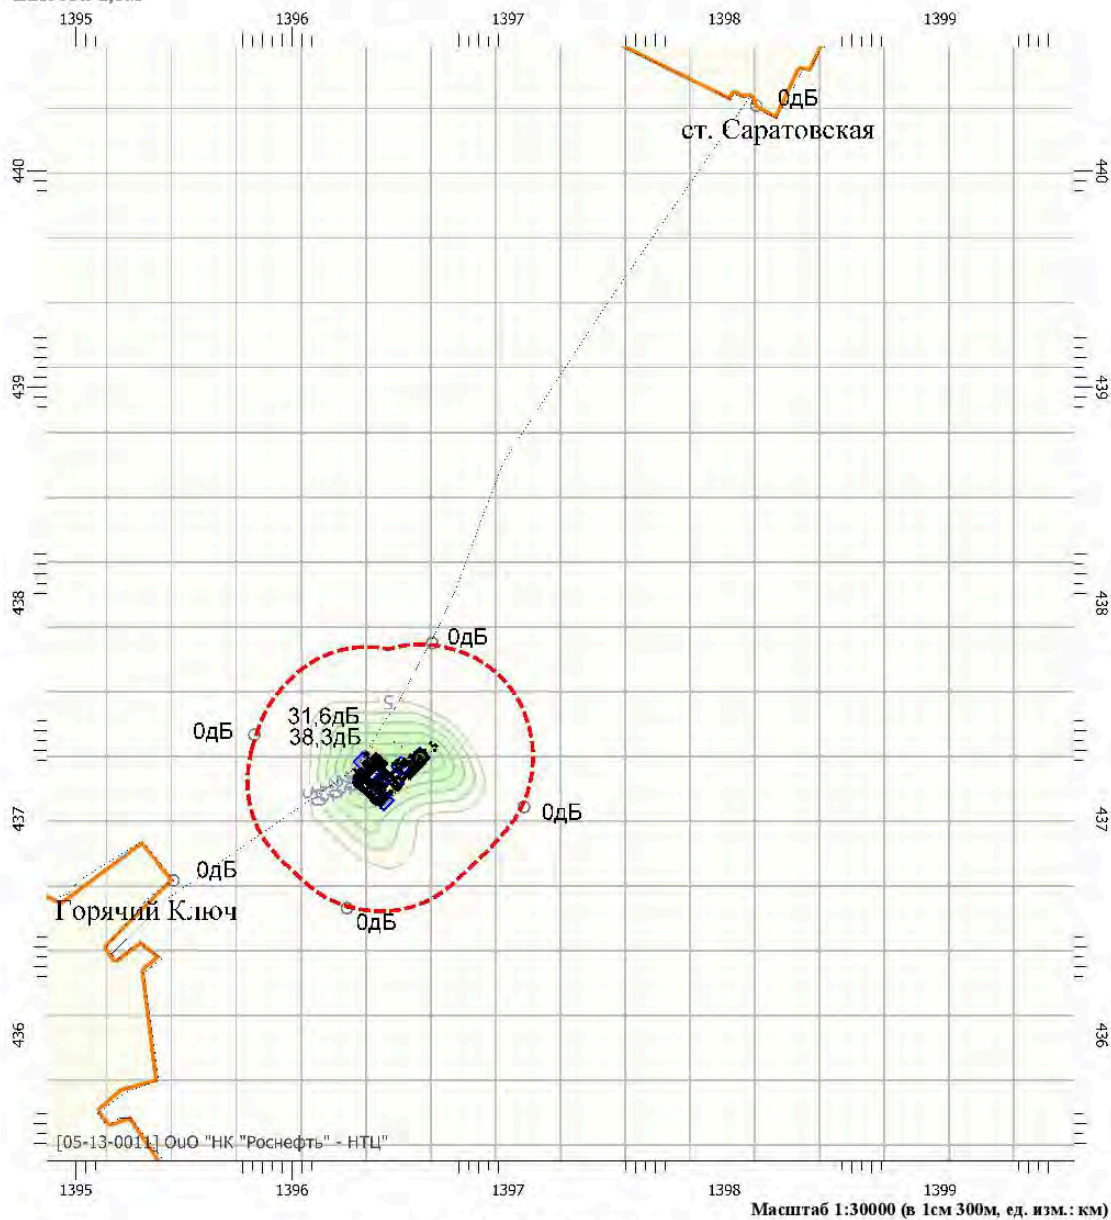 1395 1396 1397 1398 1399
0дБ
ст. Саратовская
440 440
439 439
438 438
0дБ
5
31,6дБ
0дБ 38,3дБ
0дБ
437 437
0дБ
Горячий Ключ
0дБ
436 436
[05-13-0011] ОиО "НК "Роснефть" - НТЦ"
1395 1396 1397 1398 1399
Масштаб 1:30000 (в 1см 300м, ед. изм.: км)